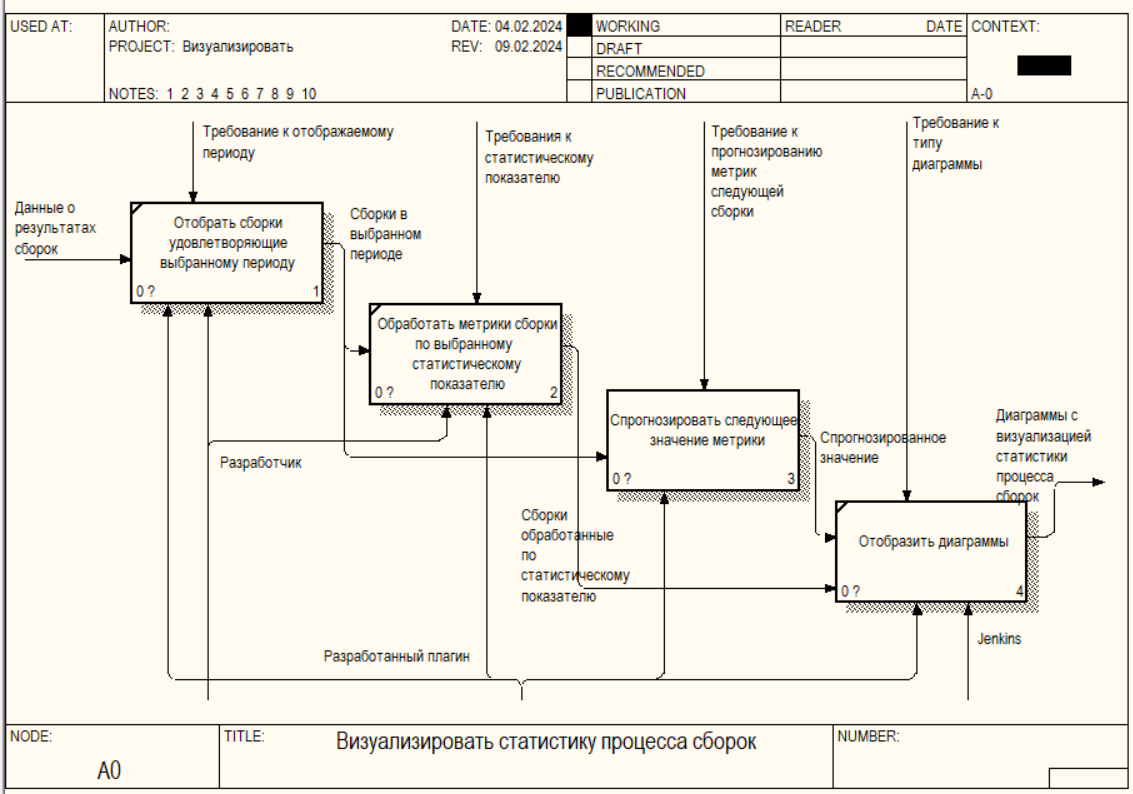 USED AT:
AUTHOR:
DATE: 04.02.2024
PROJECT: Визуализировать
REV: 09.02.2024
NOTES: 1 2 3 4 5 6 7 8 9 10
WORKING
DRAFT
RECOMMENDED
PUBLICATION
READER
DATE
CONTEXT:
A-0
Требование к отображаемому
периоду
Требования к
статистическому
показателю
Требование к
прогнозированию
метрик
следующей
сборки
Требование к
типу
диаграммы
Данные о
результатах
сборок
Отобрать сборки
удовлетворяющие
выбранному периоду
0 ?
1
Сборки в
выбранном
периоде
Обработать метрики сборки
по выбранному
статистическому
показателю
0 ?
2
Спрогнозировать следующее
значение метрики
0 ?
3
Спрогнозированное
значение
Диаграммы с
визуализацией
статистики
процесса
сборок
Отобразить диаграммы
0 ?
4
Разработчик
Сборки
обработанные
по
статистическому
показателю
Разработанный плагин
Jenkins
NODE:
A0
TITLE:
Визуализировать статистику процесса сборок
NUMBER: